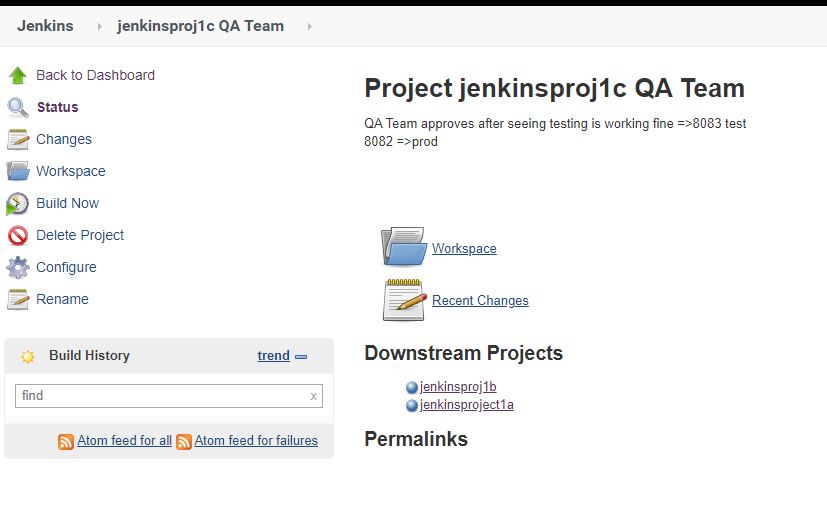 Jenkins jenkinsproj1c QA Team
Back to Dashboard
Status
Changes
Workspace
Build Now
Delete Project
Configure
Rename
Build History trend
find x
Atom feed for all Atom feed for failures
Project jenkinsproj1c QA Team
QA Team approves after seeing testing is working fine =>8083 test
8082 =>prod
Workspace
Recent Changes
Downstream Projects
jenkinsproj1b
jenkinsproject1a
Permalinks